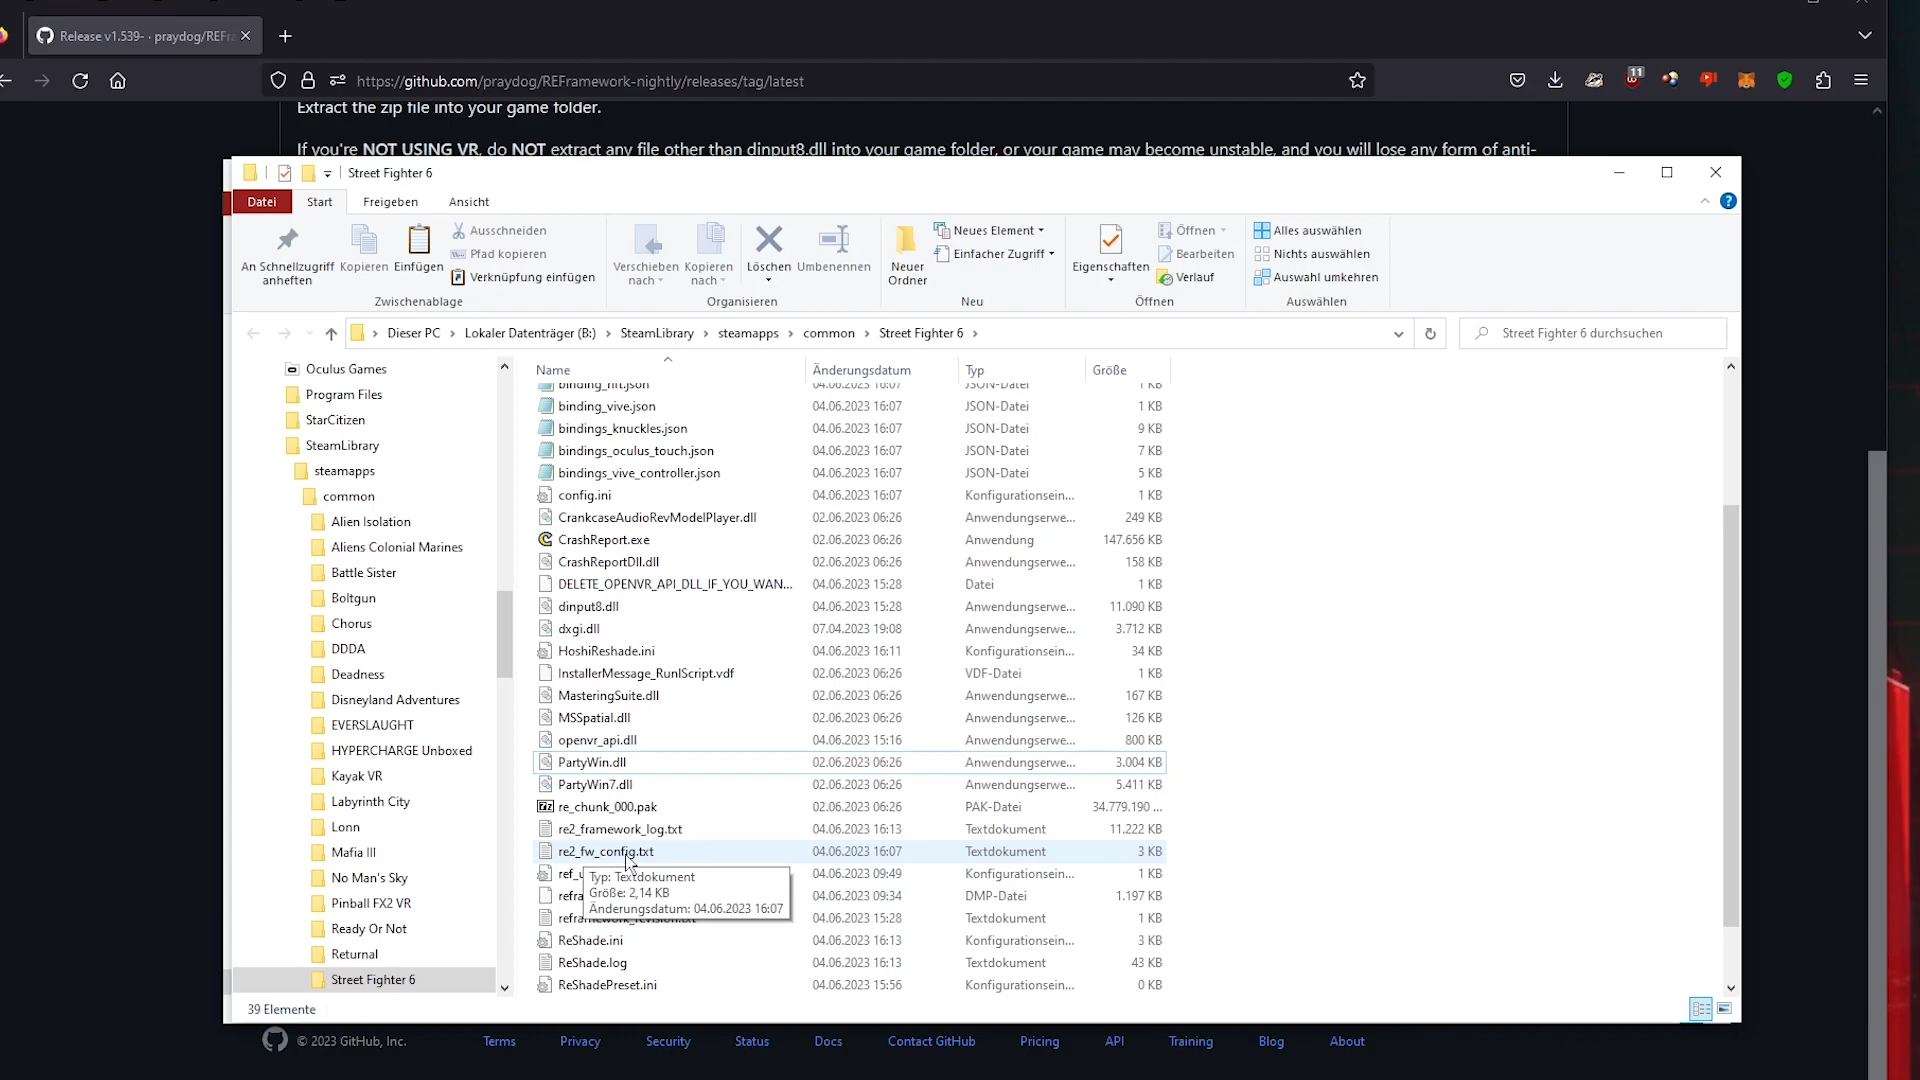 Release v1.539- · praydog/REFra
https://github.com/praydog/REFramework-nightly/releases/tag/latest
11
Extract the zip file into your game folder.
If you're NOT USING VR, do NOT extract any file other than dinput8.dll into your game folder, or your game may become unstable, and you will lose any form of anti-
Street Fighter 6
Datei Start Freigeben Ansicht
An Schnellzugriff anheften
Kopieren
Einfügen
Ausschneiden
Pfad kopieren
Verknüpfung einfügen
Zwischenablage
Verschieben nach
Kopieren nach
Löschen
Umbenennen
Organisieren
Neuer Ordner
Neues Element
Einfacher Zugriff
Neu
Eigenschaften
Öffnen
Bearbeiten
Verlauf
Öffnen
Alles auswählen
Nichts auswählen
Auswahl umkehren
Auswählen
Dieser PC > Lokaler Datenträger (B:) > SteamLibrary > steamapps > common > Street Fighter 6 >
Street Fighter 6 durchsuchen
Oculus Games
Program Files
StarCitizen
SteamLibrary
steamapps
common
Alien Isolation
Aliens Colonial Marines
Battle Sister
Boltgun
Chorus
DDDA
Deadness
Disneyland Adventures
EVERSLAUGHT
HYPERCHARGE Unboxed
Kayak VR
Labyrinth City
Lonn
Mafia III
No Man's Sky
Pinball FX2 VR
Ready Or Not
Returnal
Street Fighter 6
Name Änderungsdatum Typ Größe
binding_rift.json 04.06.2023 16:07 JSON-Datei 1 KB
binding_vive.json 04.06.2023 16:07 JSON-Datei 1 KB
bindings_knuckles.json 04.06.2023 16:07 JSON-Datei 9 KB
bindings_oculus_touch.json 04.06.2023 16:07 JSON-Datei 7 KB
bindings_vive_controller.json 04.06.2023 16:07 JSON-Datei 5 KB
config.ini 04.06.2023 16:07 Konfigurationsein... 1 KB
CrankcaseAudioRevModelPlayer.dll 02.06.2023 06:26 Anwendungserwe... 249 KB
CrashReport.exe 02.06.2023 06:26 Anwendung 147.656 KB
CrashReportDll.dll 02.06.2023 06:26 Anwendungserwe... 158 KB
DELETE_OPENVR_API_DLL_IF_YOU_WAN... 04.06.2023 15:28 Datei 1 KB
dinput8.dll 04.06.2023 15:28 Anwendungserwe... 11.090 KB
dxgi.dll 07.04.2023 19:08 Anwendungserwe... 3.712 KB
HoshiReshade.ini 04.06.2023 16:11 Konfigurationsein... 34 KB
InstallerMessage_RunIScript.vdf 02.06.2023 06:26 VDF-Datei 1 KB
MasteringSuite.dll 02.06.2023 06:26 Anwendungserwe... 167 KB
MSSpatial.dll 02.06.2023 06:26 Anwendungserwe... 126 KB
openvr_api.dll 04.06.2023 15:16 Anwendungserwe... 800 KB
PartyWin.dll 02.06.2023 06:26 Anwendungserwe... 3.004 KB
PartyWin7.dll 02.06.2023 06:26 Anwendungserwe... 5.411 KB
re_chunk_000.pak 02.06.2023 06:26 PAK-Datei 34.779.190 ...
re2_framework_log.txt 04.06.2023 16:13 Textdokument 11.222 KB
re2_fw_config.txt 04.06.2023 16:07 Textdokument 3 KB
ref_u 04.06.2023 09:49 Konfigurationsein... 1 KB
refra 04.06.2023 09:34 DMP-Datei 1.197 KB
reframework_revision.txt 04.06.2023 15:28 Textdokument 1 KB
Typ: Textdokument
Größe: 2,14 KB
Änderungsdatum: 04.06.2023 16:07
ReShade.ini 04.06.2023 16:13 Konfigurationsein... 3 KB
ReShade.log 04.06.2023 16:13 Textdokument 43 KB
ReShadePreset.ini 04.06.2023 15:56 Konfigurationsein... 0 KB
39 Elemente
© 2023 GitHub, Inc. Terms Privacy Security Status Docs Contact GitHub Pricing API Training Blog About